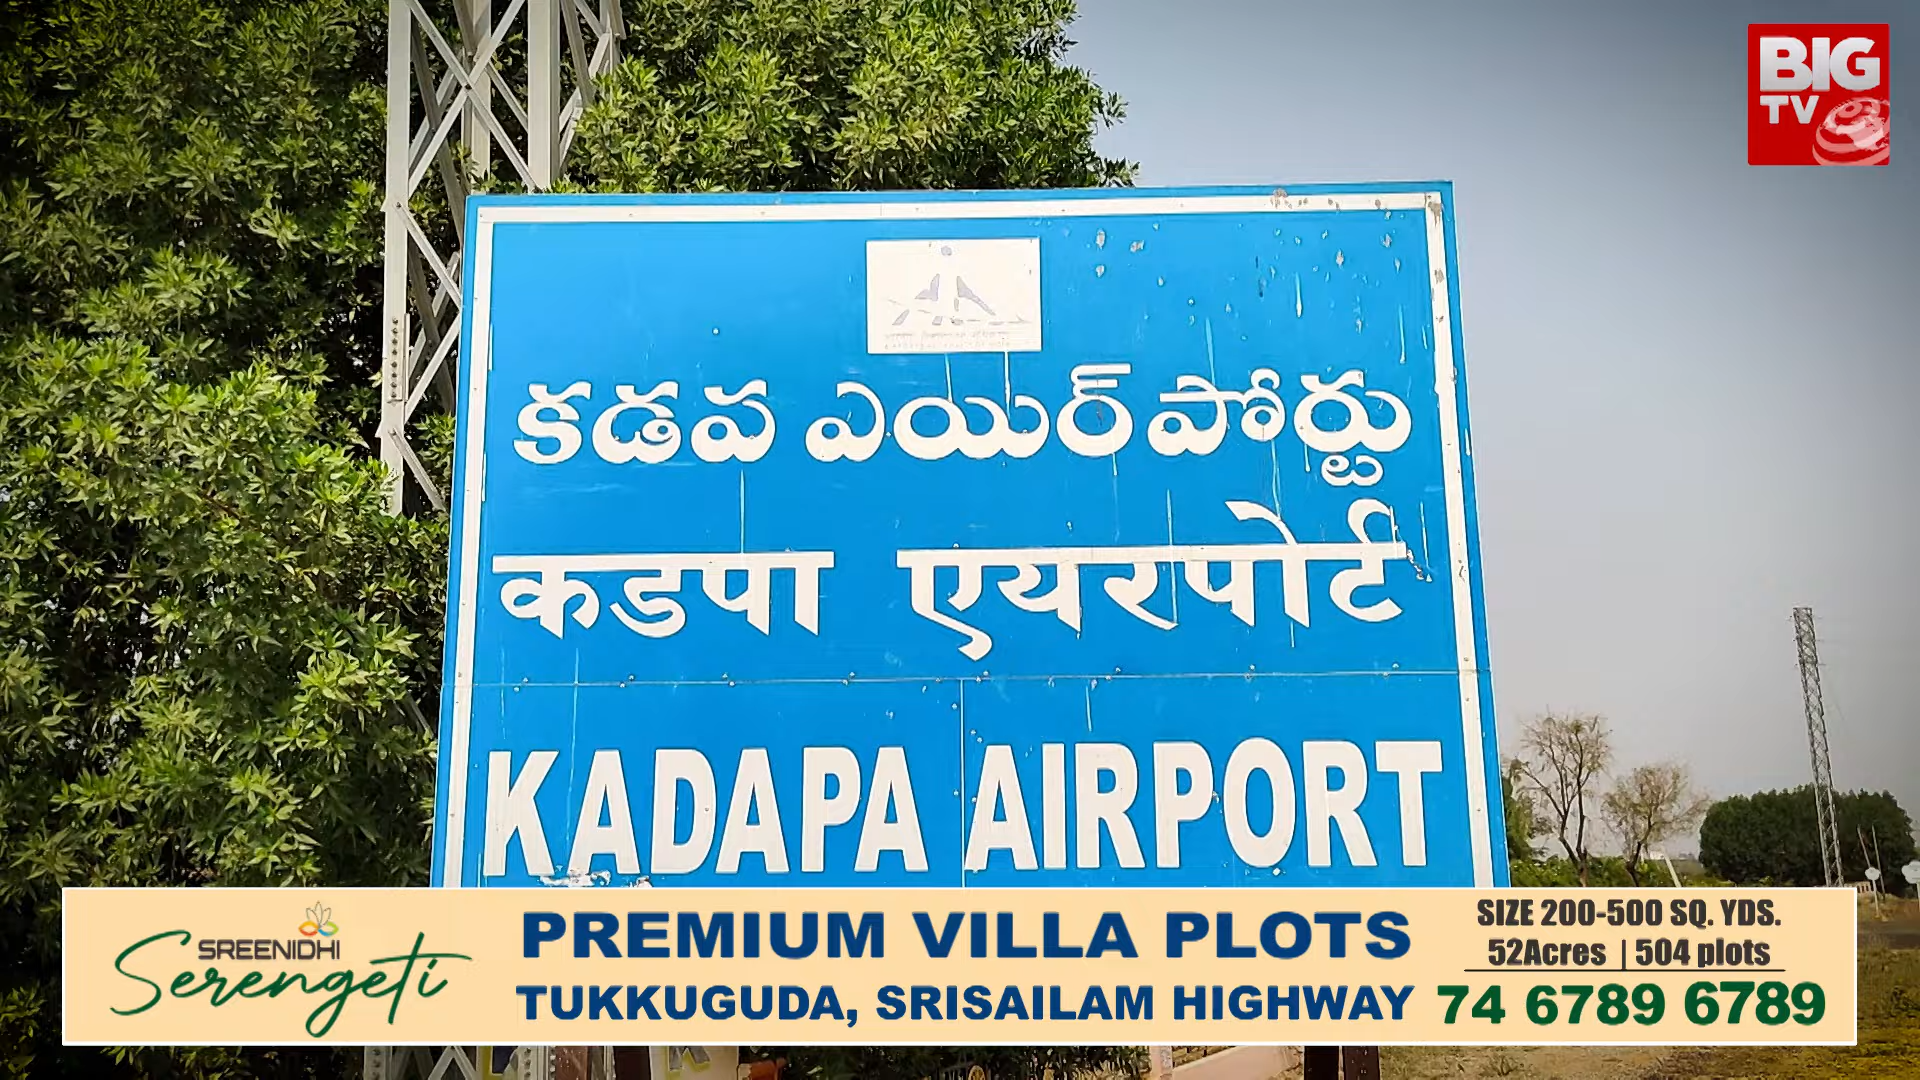 BIG
TV
కడప ఎయిర్‌పోర్టు
कडपा एयरपोर्ट
KADAPA AIRPORT
SREENIDHI
Serengeti
PREMIUM VILLA PLOTS
TUKKUGUDA, SRISAILAM HIGHWAY
SIZE 200-500 SQ. YDS.
52Acres | 504 plots
74 6789 6789